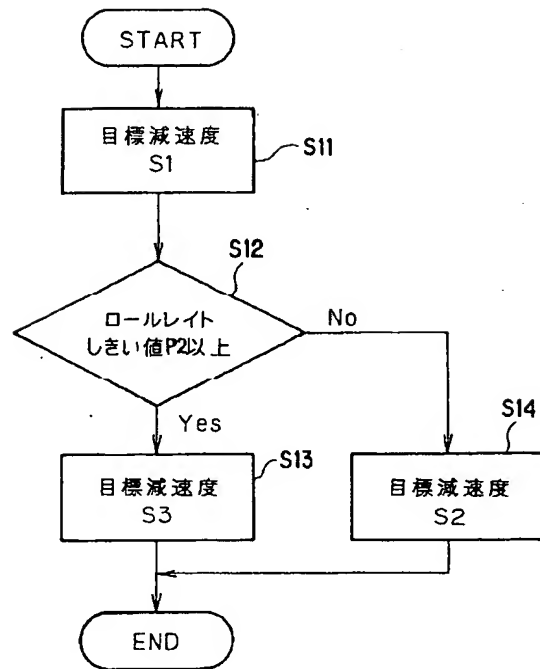 START
目標減速度
S1
S11
S12
ロールレイト
しきい値P2以上
No
Yes
S13
目標減速度
S3
S14
目標減速度
S2
END